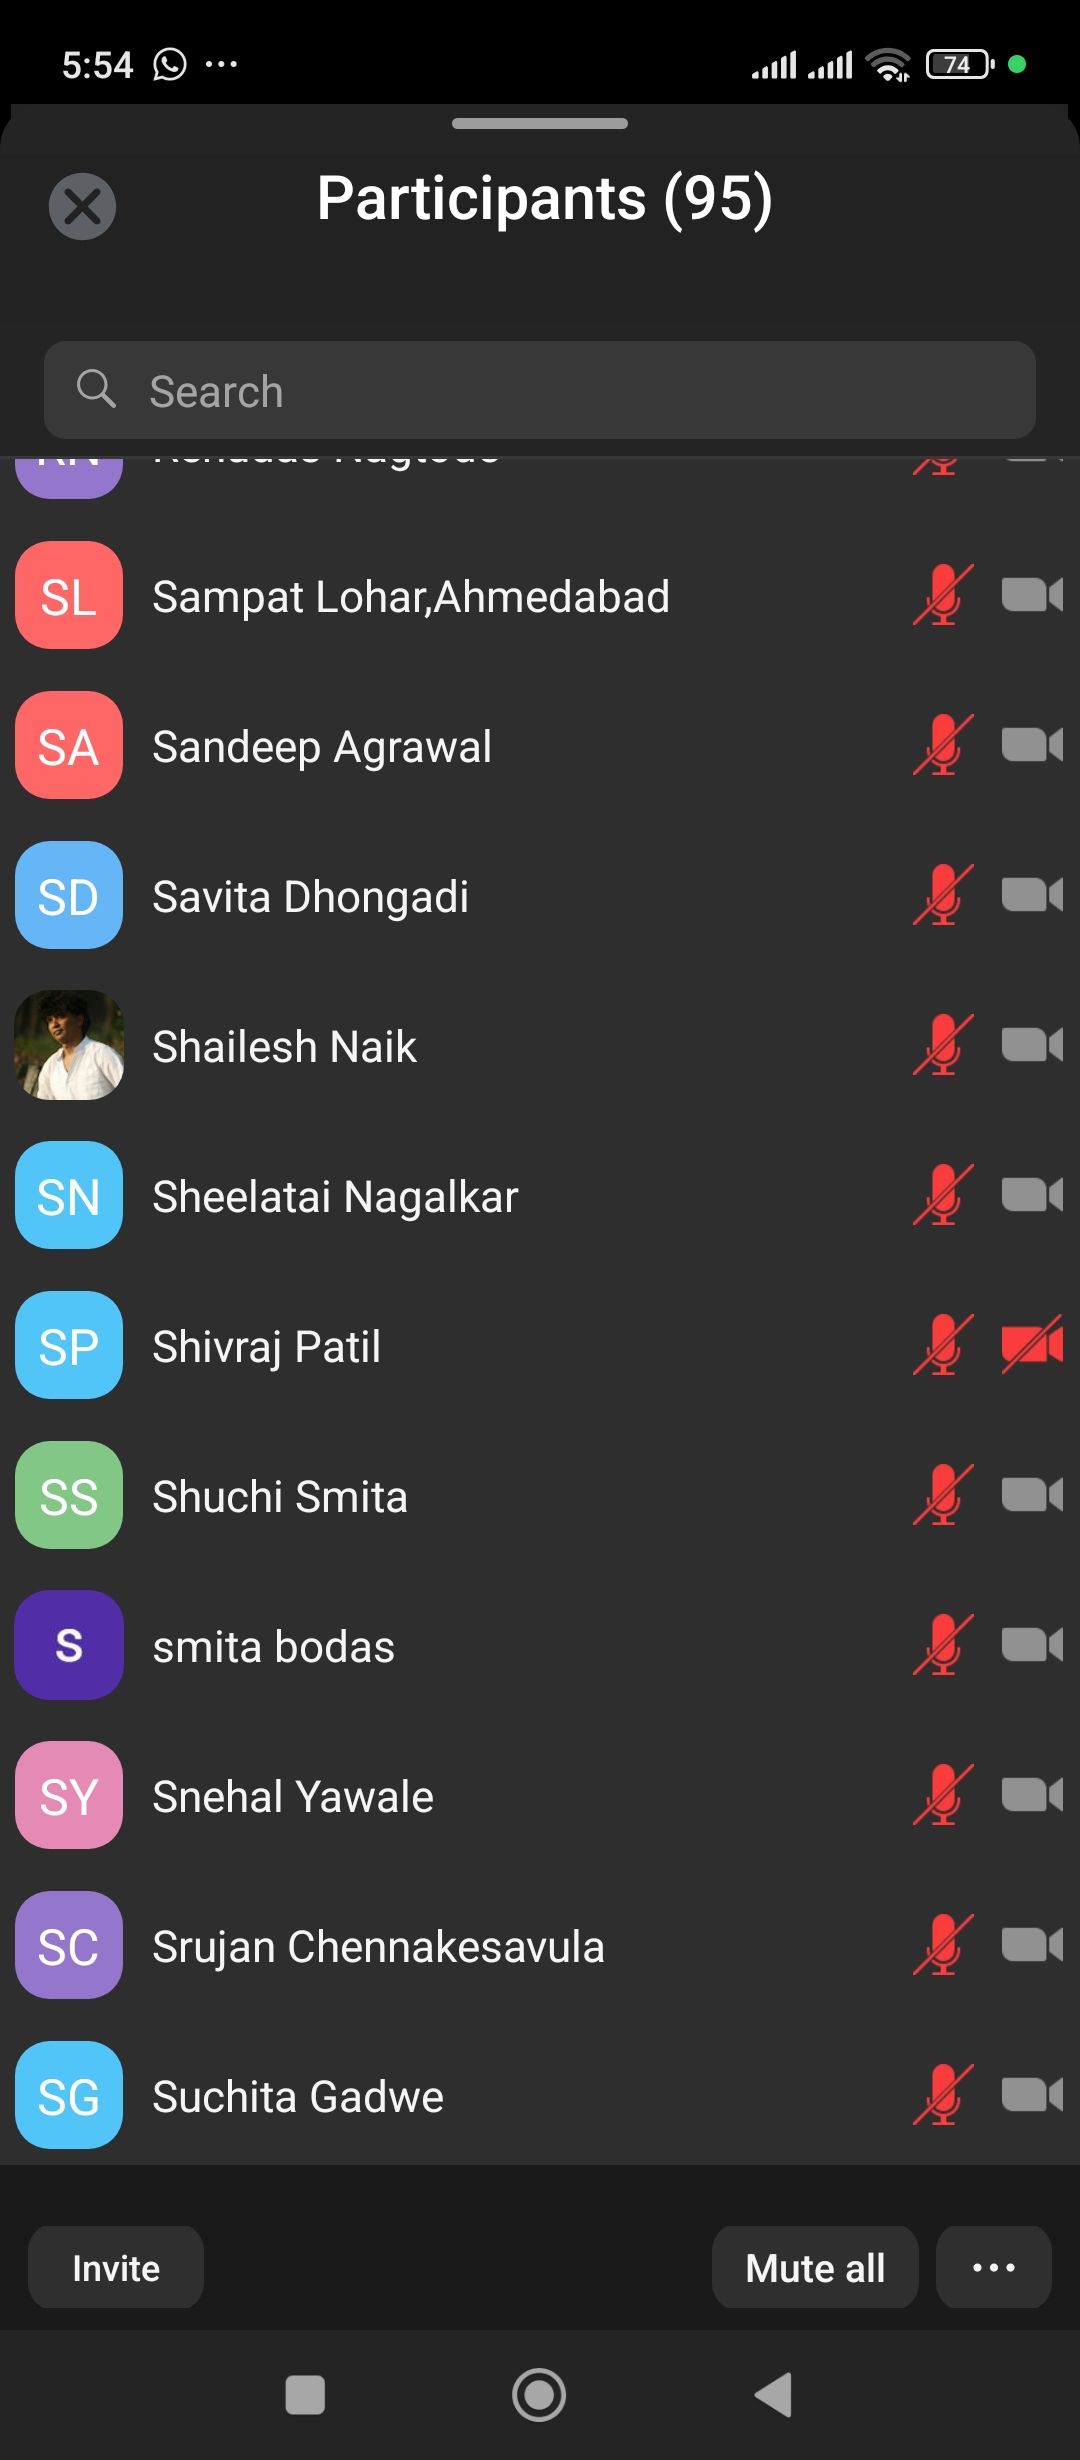 5:54
74
Participants (95)
Search
SL Sampat Lohar,Ahmedabad
SA Sandeep Agrawal
SD Savita Dhongadi
Shailesh Naik
SN Sheelatai Nagalkar
SP Shivraj Patil
SS Shuchi Smita
S smita bodas
SY Snehal Yawale
SC Srujan Chennakesavula
SG Suchita Gadwe
Invite Mute all